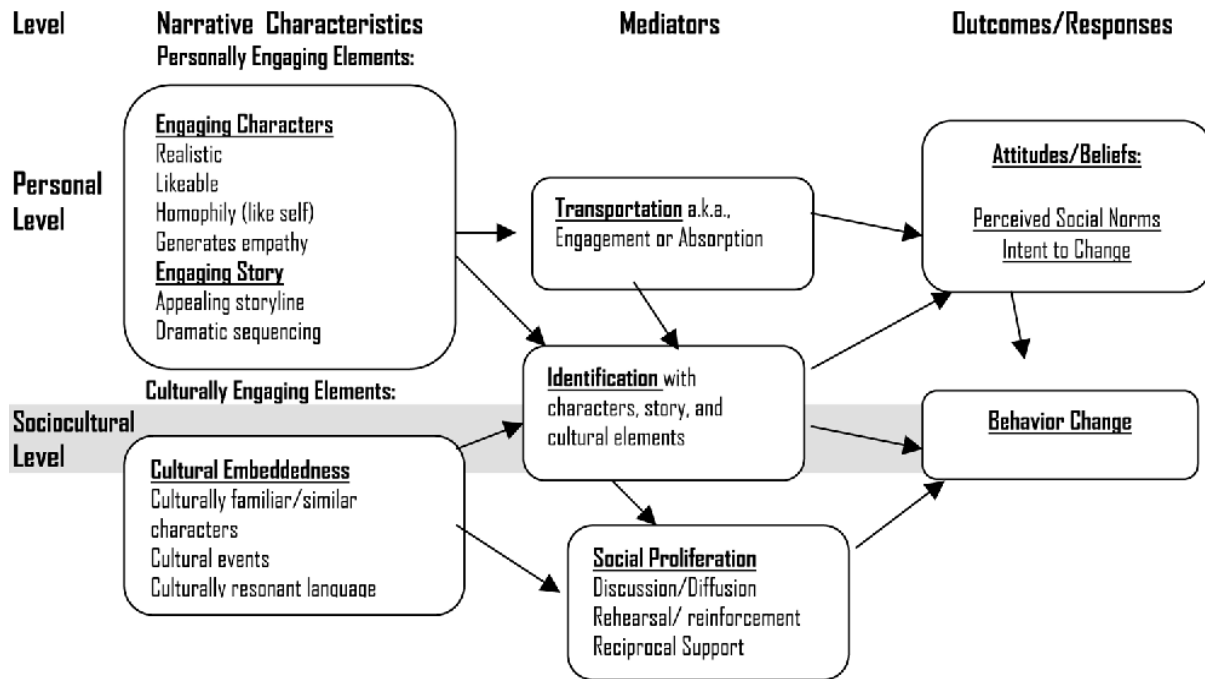 Level
Narrative Characteristics
Mediators
Outcomes/Responses
Personally Engaging Elements:
Personal
Level
Engaging Characters
Realistic
Likeable
Homophily (like self)
Generates empathy
Engaging Story
Appealing storyline
Dramatic sequencing
Transportation a.k.a.,
Engagement or Absorption
Attitudes/Beliefs:
Perceived Social Norms
Intent to Change
Identification with
characters, story, and
cultural elements
Culturally Engaging Elements:
Sociocultural
Level
Behavior Change
Cultural Embeddedness
Culturally familiar/similar
characters
Cultural events
Culturally resonant language
Social Proliferation
Discussion/Diffusion
Rehearsal/ reinforcement
Reciprocal Support